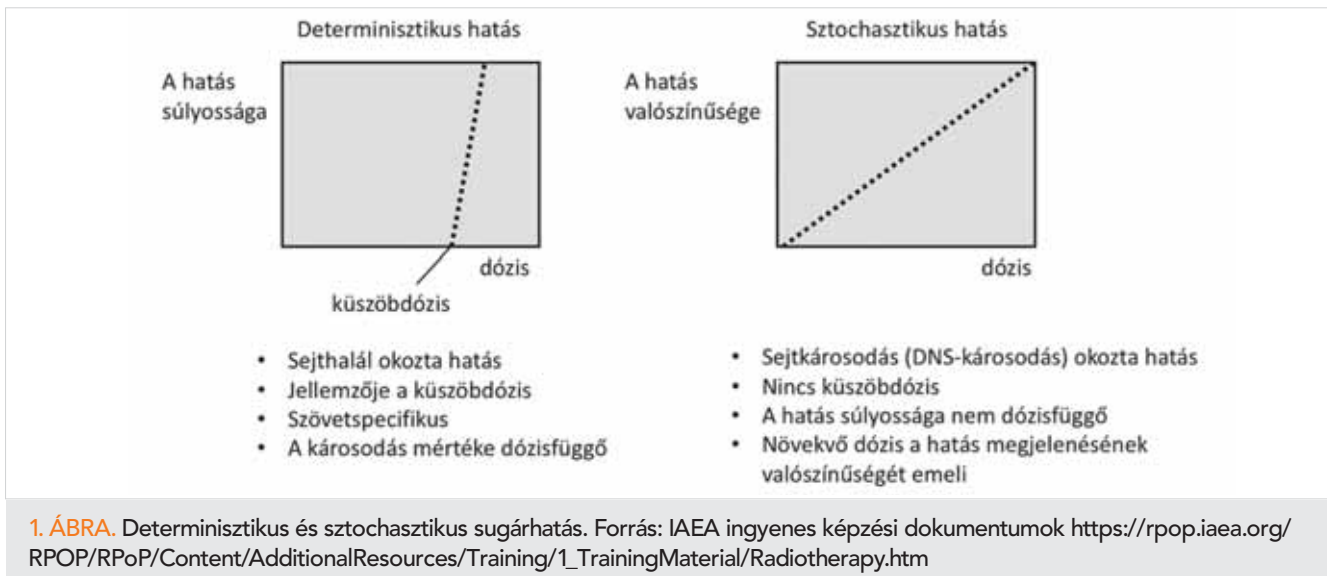 Determinisztikus hatás
A hatás
súlyossága
dózis
küszöbdózis
• Sejthalál okozta hatás
• Jellemzője a küszöbdózis
• Szövetspecifikus
• A károsodás mértéke dózisfüggő
Sztochasztikus hatás
A hatás
valószínűsége
dózis
• Sejtkárosodás (DNS-károsodás) okozta hatás
• Nincs küszöbdózis
• A hatás súlyossága nem dózisfüggő
• Növekvő dózis a hatás megjelenésének
valószínűségét emeli
1. ÁBRA. Determinisztikus és sztochasztikus sugárhatás. Forrás: IAEA ingyenes képzési dokumentumok https://rpop.iaea.org/
RPOP/RPoP/Content/AdditionalResources/Training/1_TrainingMaterial/Radiotherapy.htm